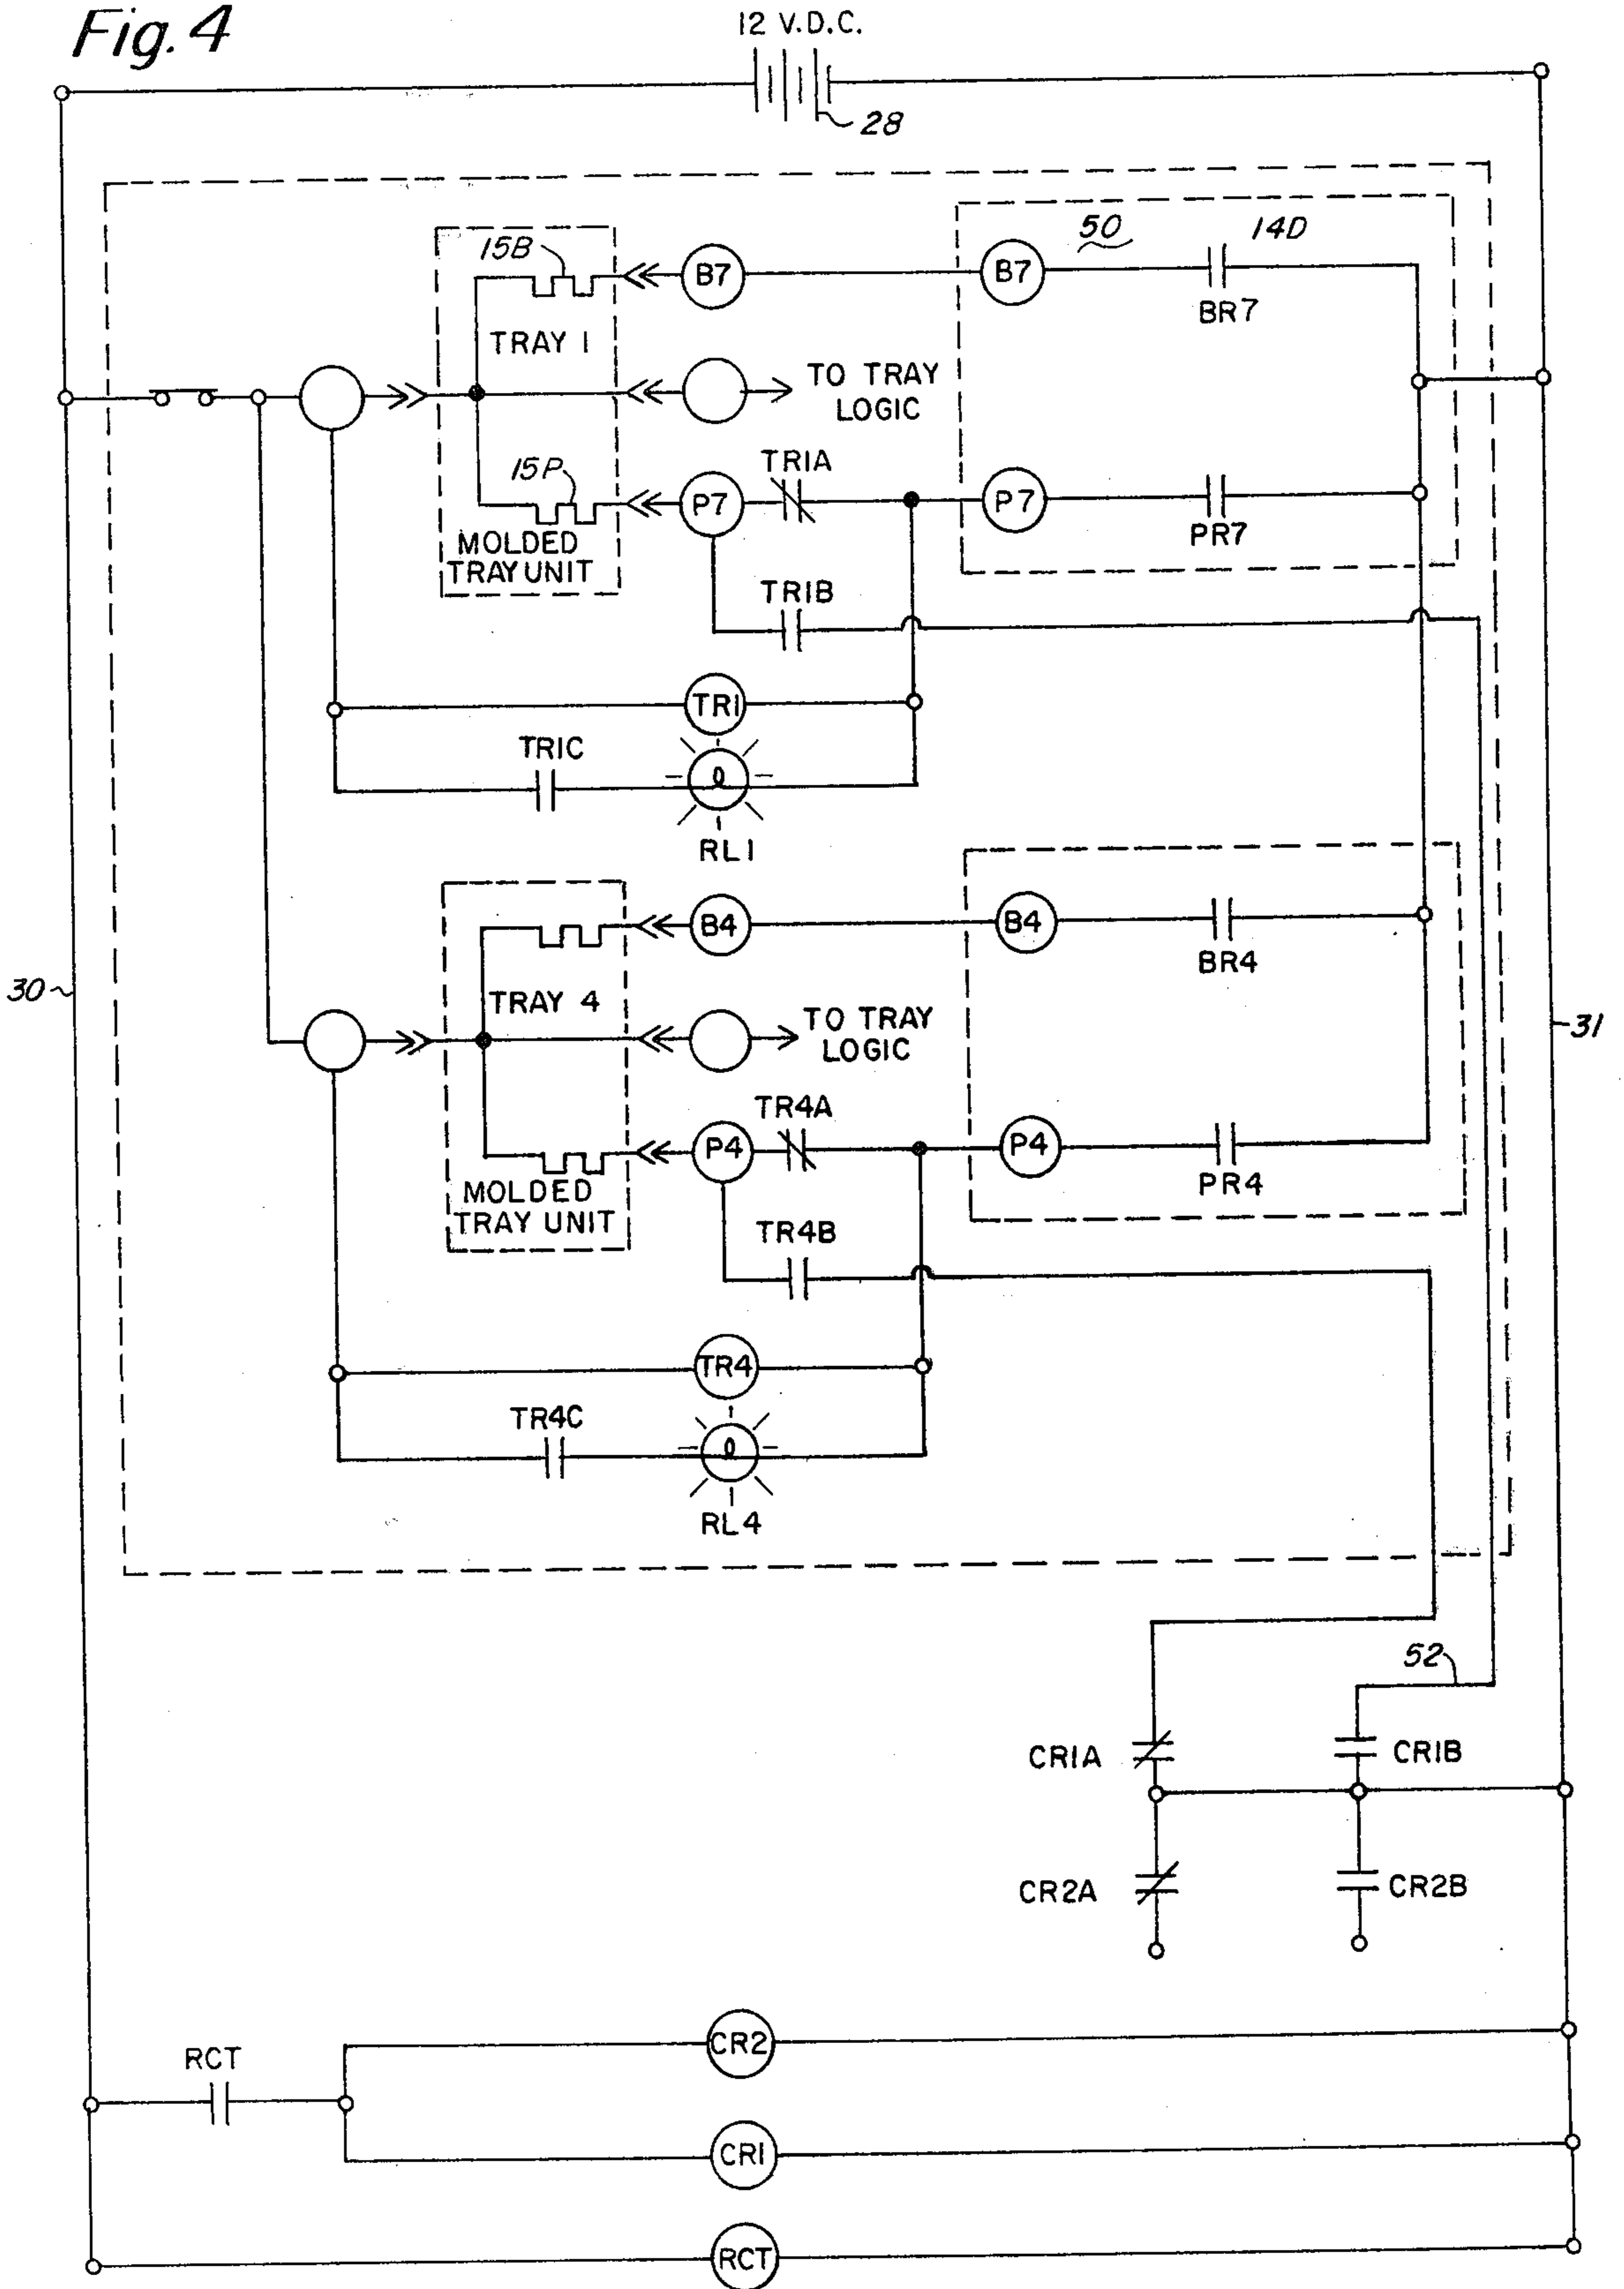 Fig. 4
12 V.D.C.
28
15B
B7
B7
50
14D
BR7
TRAY 1
TO TRAY
LOGIC
15P
P7
TR1A
P7
PR7
MOLDED
TRAY UNIT
TR1B
TR1
TR1C
RL1
B4
B4
BR4
30
TRAY 4
TO TRAY
LOGIC
31
P4
TR4A
P4
PR4
MOLDED
TRAY UNIT
TR4B
TR4
TR4C
RL4
52
CR1A
CR1B
CR2A
CR2B
RCT
CR2
CR1
RCT